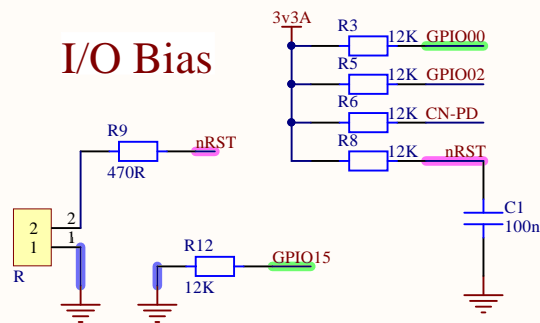 3v3A
I/O Bias
R3 12K GPIO00
R5 12K GPIO02
R6 12K CN-PD
R8 12K nRST
R9 nRST
470R
C1
100n
2 2
1 1
R
R12 GPIO15
12K